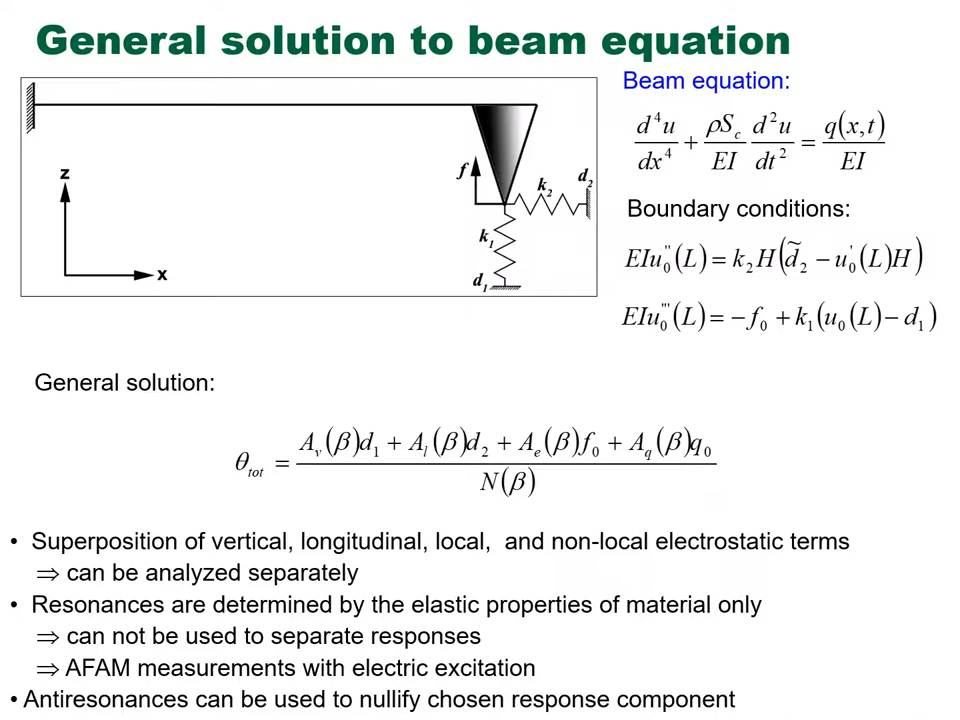 General solution to beam equation
Beam equation:
d⁴u/dx⁴ + ρS_c/EI d²u/dt² = q(x,t)/EI
Boundary conditions:
EIu₀''(L) = k₂H(d̃₂ − u₀'(L)H)
EIu₀'''(L) = −f₀ + k₁(u₀(L) − d₁)
z
x
f
k₂
d₂
k₁
d₁
General solution:
θ_tot = (A_v(β)d₁ + A_l(β)d₂ + A_e(β)f₀ + A_q(β)q₀)/N(β)
• Superposition of vertical, longitudinal, local, and non-local electrostatic terms
⇒ can be analyzed separately
• Resonances are determined by the elastic properties of material only
⇒ can not be used to separate responses
⇒ AFAM measurements with electric excitation
• Antiresonances can be used to nullify chosen response component